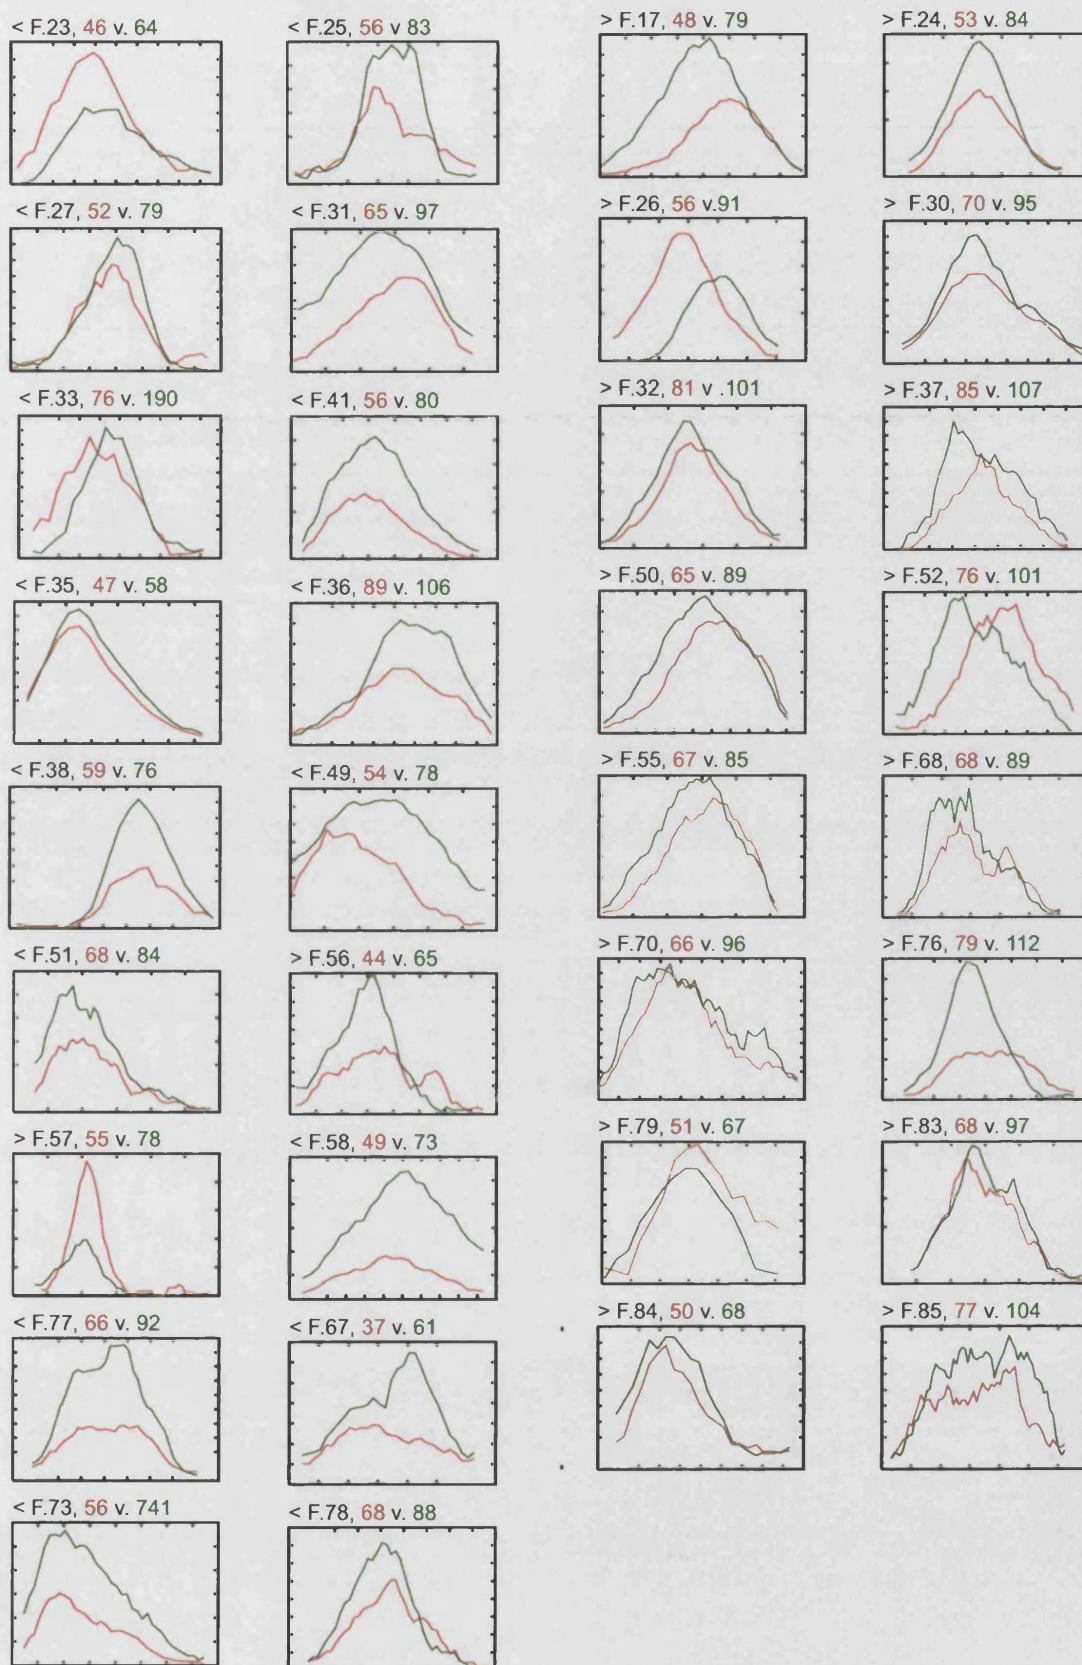 < F.23, 46 v. 64
< F.25, 56 v 83
> F.17, 48 v. 79
> F.24, 53 v. 84
< F.27, 52 v. 79
< F.31, 65 v. 97
> F.26, 56 v.91
> F.30, 70 v. 95
< F.33, 76 v. 190
< F.41, 56 v. 80
> F.32, 81 v .101
> F.37, 85 v. 107
< F.35, 47 v. 58
< F.36, 89 v. 106
> F.50, 65 v. 89
> F.52, 76 v. 101
< F.38, 59 v. 76
< F.49, 54 v. 78
> F.55, 67 v. 85
> F.68, 68 v. 89
< F.51, 68 v. 84
> F.56, 44 v. 65
> F.70, 66 v. 96
> F.76, 79 v. 112
> F.57, 55 v. 78
< F.58, 49 v. 73
> F.79, 51 v. 67
> F.83, 68 v. 97
< F.77, 66 v. 92
< F.67, 37 v. 61
> F.84, 50 v. 68
> F.85, 77 v. 104
< F.73, 56 v. 741
< F.78, 68 v. 88